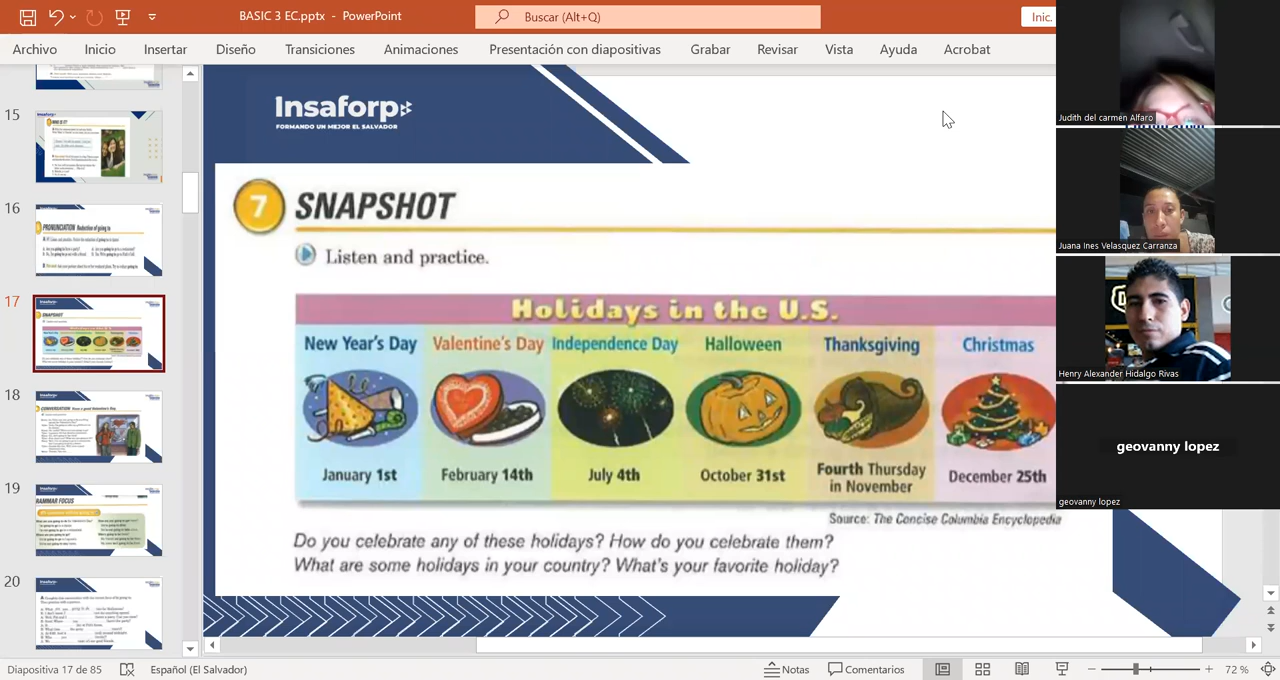 BASIC 3 EC.pptx - PowerPoint
Buscar (Alt+Q)
Inic.
Archivo Inicio Insertar Diseño Transiciones Animaciones Presentación con diapositivas Grabar Revisar Vista Ayuda Acrobat
15
16
17
18
19
20
PRONUNCIATION Reduction of going to
SNAPSHOT
Insaforp
FORMANDO UN MEJOR EL SALVADOR
7 SNAPSHOT
Listen and practice.
Holidays in the U.S.
New Year's Day Valentine's Day Independence Day Halloween Thanksgiving Christmas
January 1st February 14th July 4th October 31st Fourth Thursday in November December 25th
Source: The Concise Columbia Encyclopedia
Do you celebrate any of these holidays? How do you celebrate them?
What are some holidays in your country? What's your favorite holiday?
Judith del carmen Alfaro
Juana Ines Velasquez Carranza
Henry Alexander Hidalgo Rivas
geovanny lopez
geovanny lopez
Diapositiva 17 de 85 Español (El Salvador) Notas Comentarios 72 %